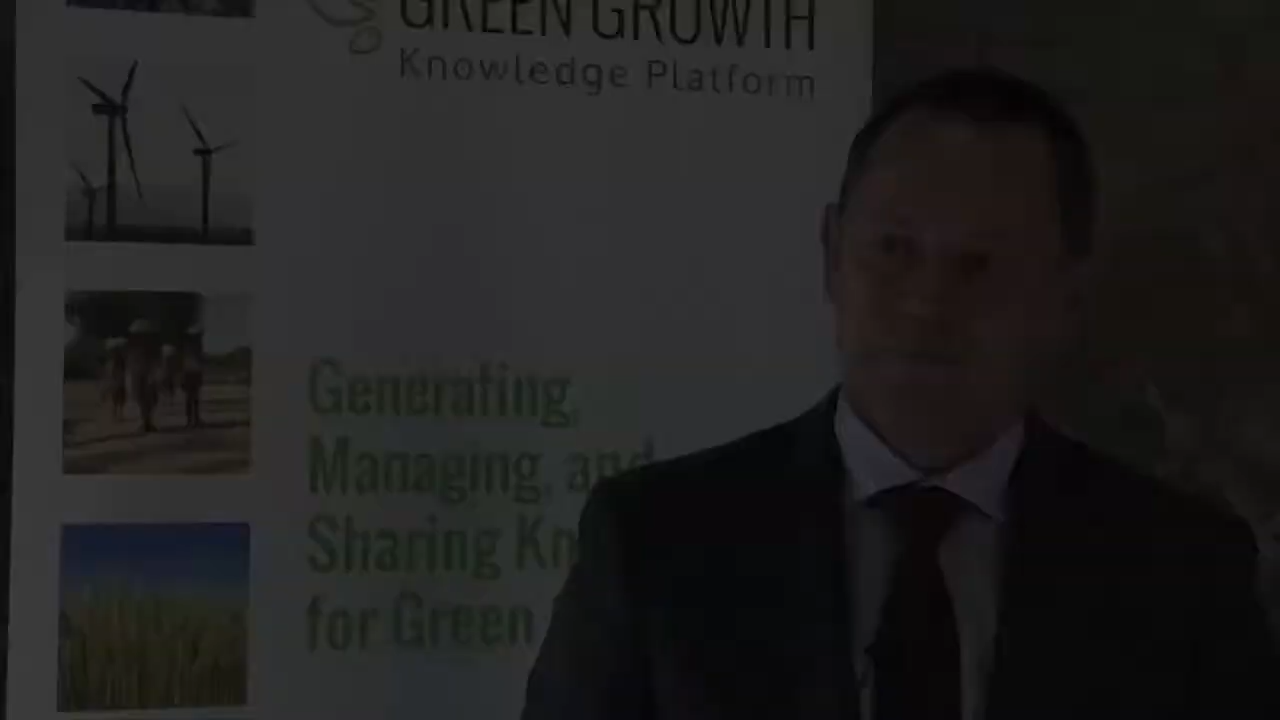 GREEN GROWTH
Knowledge Platform
Generating,
Managing, and
Sharing
for Green